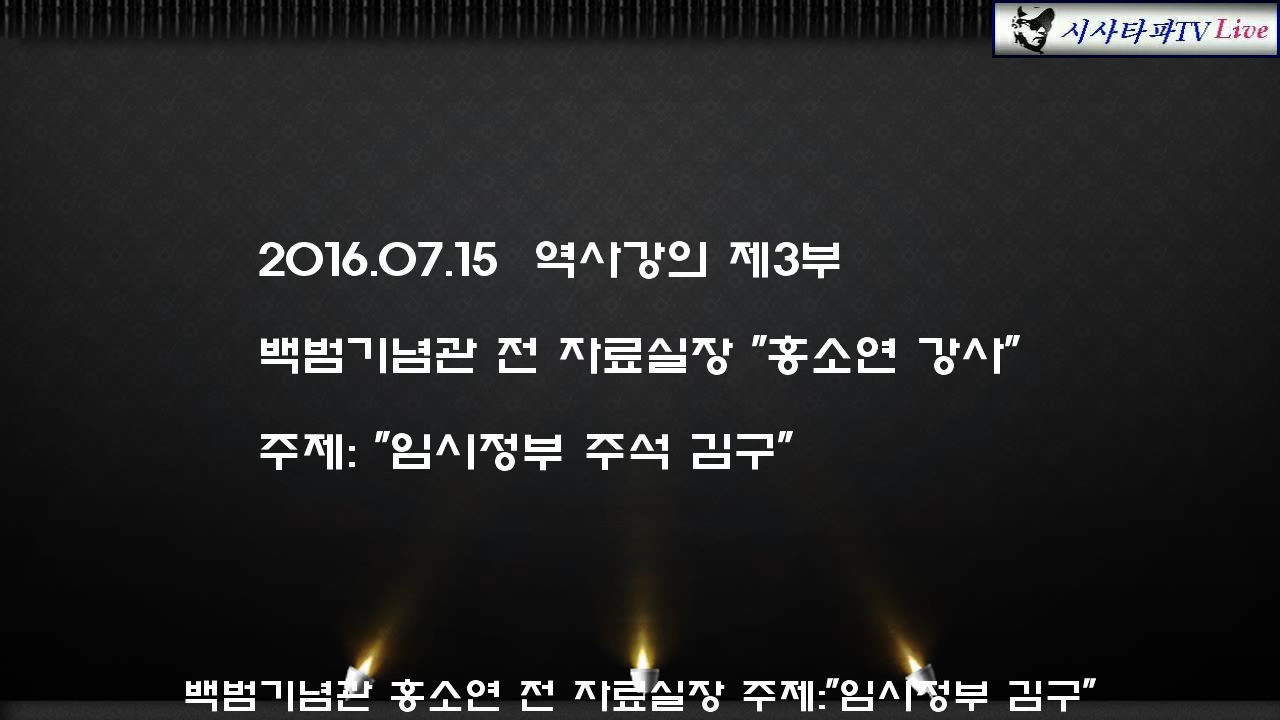 시사타파TV Live
2016.07.15 역사강의 제3부
백범기념관 전 자료실장 "홍소연 강사"
주제: "임시정부 주석 김구"
백범기념관 홍소연 전 자료실장 주제:"임시정부 김구"